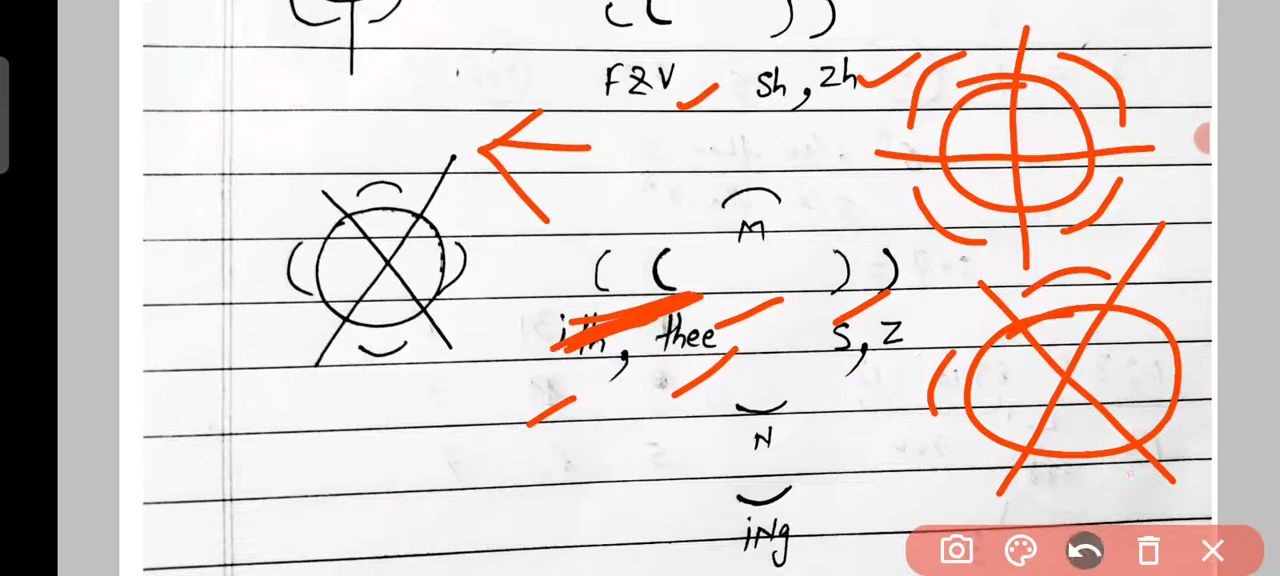 F & V sh, zh
M
( ( ) )
ith, thee s, z
N
iNg